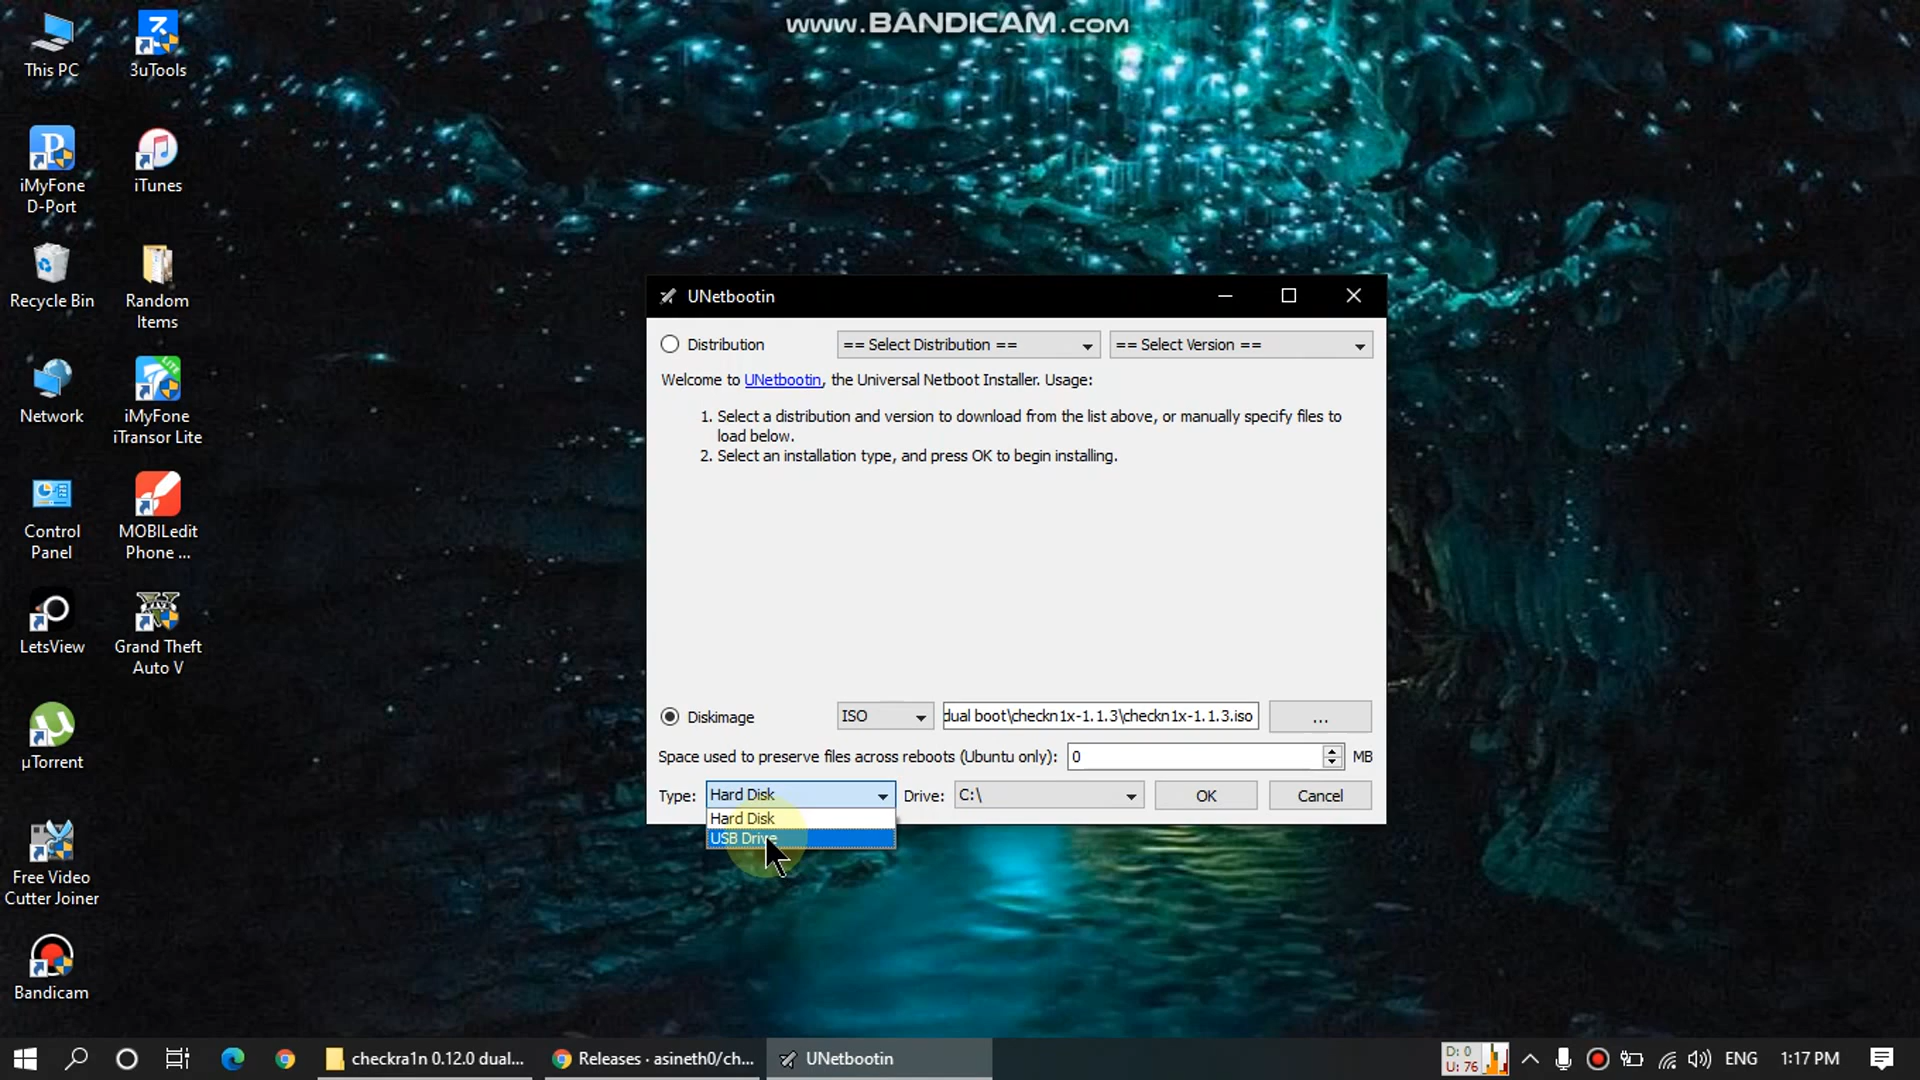 www.BANDICAM.com
This PC
3uTools
iMyFone
D-Port
iTunes
Recycle Bin
Random
Items
Network
iMyFone
iTransor Lite
Control
Panel
MOBILedit
Phone ...
LetsView
Grand Theft
Auto V
µTorrent
Free Video
Cutter Joiner
Bandicam
UNetbootin
Distribution
== Select Distribution ==
== Select Version ==
Welcome to UNetbootin, the Universal Netboot Installer. Usage:
1. Select a distribution and version to download from the list above, or manually specify files to
load below.
2. Select an installation type, and press OK to begin installing.
Diskimage
ISO
dual boot\checkn1x-1.1.3\checkn1x-1.1.3.iso
...
Space used to preserve files across reboots (Ubuntu only):
0
MB
Type:
Hard Disk
Drive:
C:\
OK
Cancel
Hard Disk
USB Drive
checkra1n 0.12.0 dual...
Releases · asineth0/ch...
UNetbootin
D: 0
U: 76
ENG
1:17 PM